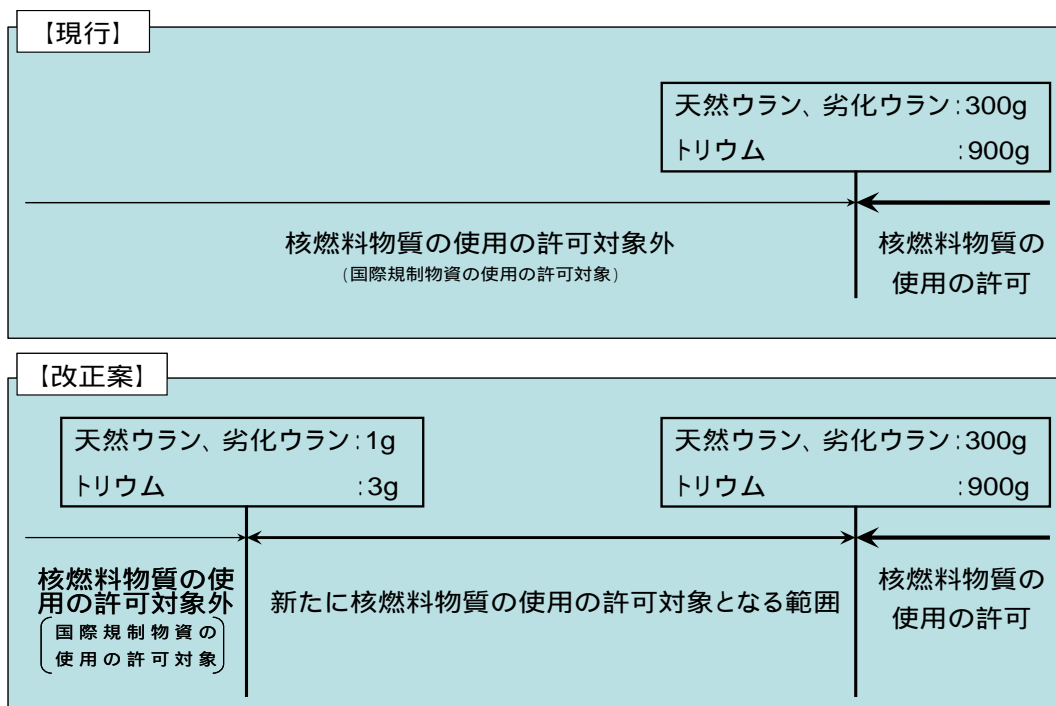 【現行】
天然ウラン、劣化ウラン:300g
トリウム :900g
核燃料物質の使用の許可対象外
(国際規制物資の使用の許可対象)
核燃料物質の
使用の許可
【改正案】
天然ウラン、劣化ウラン:1g
トリウム :3g
天然ウラン、劣化ウラン:300g
トリウム :900g
核燃料物質の使
用の許可対象外
国際規制物資の
使用の許可対象
新たに核燃料物質の使用の許可対象となる範囲
核燃料物質の
使用の許可